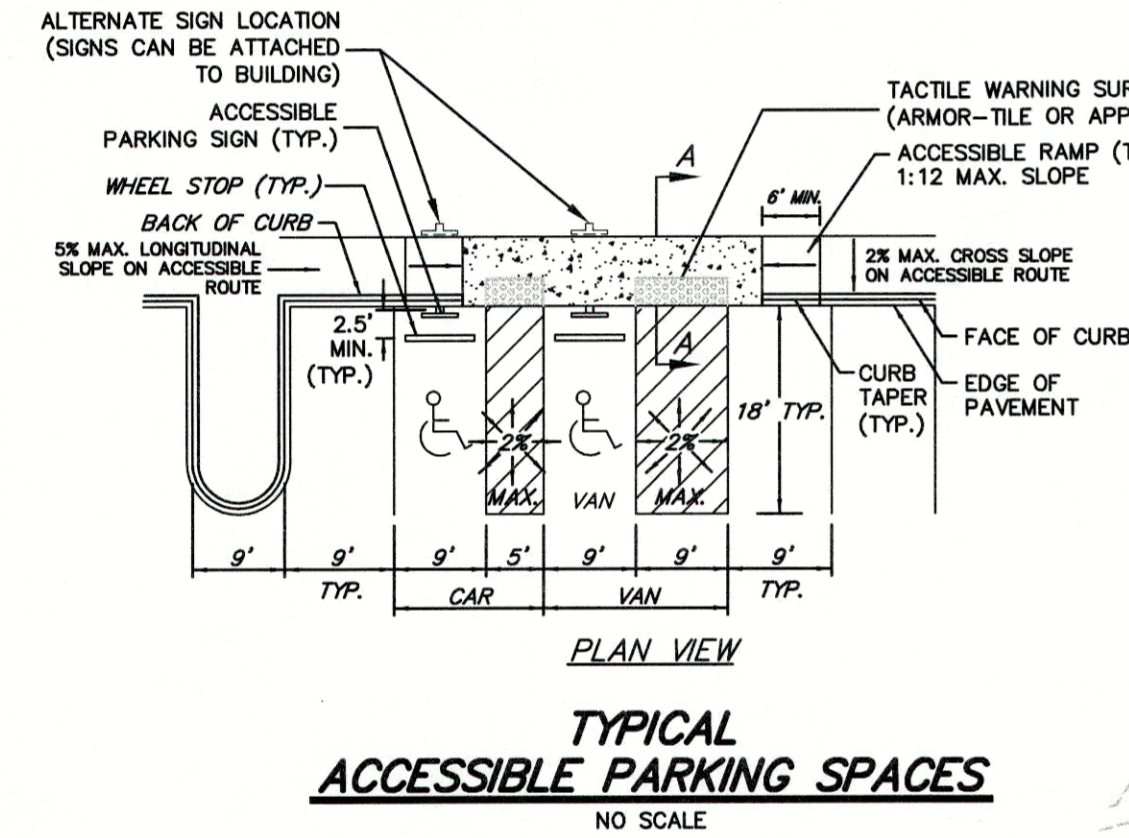 ALTERNATE SIGN LOCATION
(SIGNS CAN BE ATTACHED
TO BUILDING)
ACCESSIBLE
PARKING SIGN (TYP.)
WHEEL STOP (TYP.)
BACK OF CURB
5% MAX. LONGITUDINAL
SLOPE ON ACCESSIBLE
ROUTE
2.5'
MIN.
(TYP.)
TACTILE WARNING SUR
(ARMOR-TILE OR APP
ACCESSIBLE RAMP (T
1:12 MAX. SLOPE
A
6' MIN.
2% MAX. CROSS SLOPE
ON ACCESSIBLE ROUTE
A
FACE OF CURB
CURB
TAPER
(TYP.)
EDGE OF
PAVEMENT
18' TYP.
2%
MAX.
VAN
2%
MAX.
9'
9'
TYP.
9'
5'
9'
9'
9'
TYP.
CAR
VAN
PLAN VIEW
TYPICAL
ACCESSIBLE PARKING SPACES
NO SCALE